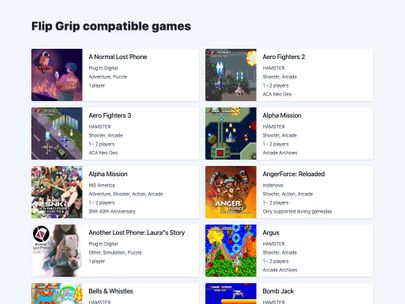 Flip Grip compatible games
A Normal Lost Phone
Plug In Digital
Adventure, Puzzle
1 player
Aero Fighters 2
HAMSTER
Shooter, Arcade
1 - 2 players
ACA Neo Geo
Aero Fighters 3
HAMSTER
Shooter, Arcade
1 - 2 players
ACA Neo Geo
Alpha Mission
HAMSTER
Shooter, Arcade
1 - 2 players
Arcade Archives
Alpha Mission
NIS America
Adventure, Shooter, Action, Arcade
1 - 2 players
SNK 40th Anniversary
AngerForce: Reloaded
indienova
Shooter, Action, Arcade
1 - 2 players
Only supported during gameplay
ANGER
FORCE
Another Lost Phone: Laura"s Story
Plug In Digital
Other, Simulation, Puzzle
1 player
Argus
HAMSTER
Shooter, Arcade
1 - 2 players
Arcade Archives
Bells & Whistles
HAMSTER
Bomb Jack
HAMSTER